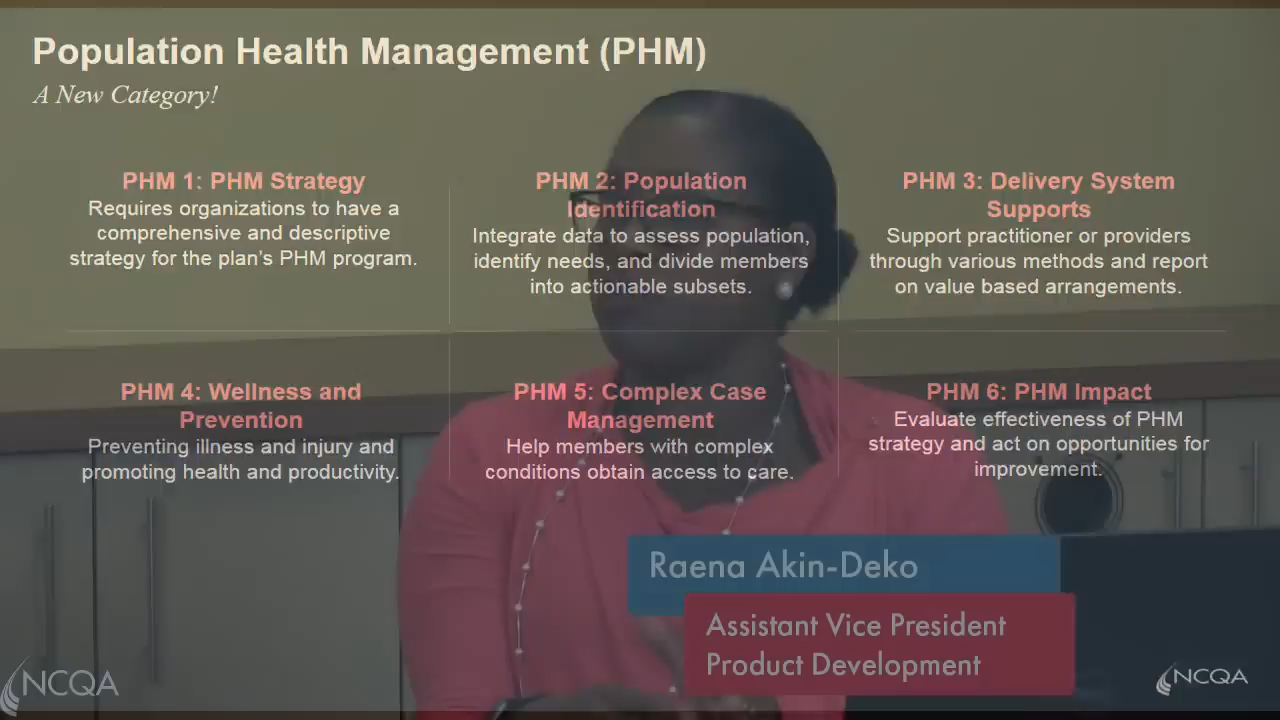 Population Health Management (PHM)
A New Category!
PHM 1: PHM Strategy
Requires organizations to have a
comprehensive and descriptive
strategy for the plan's PHM program.
PHM 2: Population
Identification
Integrate data to assess population,
identify needs, and divide members
into actionable subsets.
PHM 3: Delivery System
Supports
Support practitioner or providers
through various methods and report
on value based arrangements.
PHM 4: Wellness and
Prevention
Preventing illness and injury and
promoting health and productivity.
PHM 5: Complex Case
Management
Help members with complex
conditions obtain access to care.
PHM 6: PHM Impact
Evaluate effectiveness of PHM
strategy and act on opportunities for
improvement.
Raena Akin-Deko
Assistant Vice President
Product Development
NCQA
NCQA